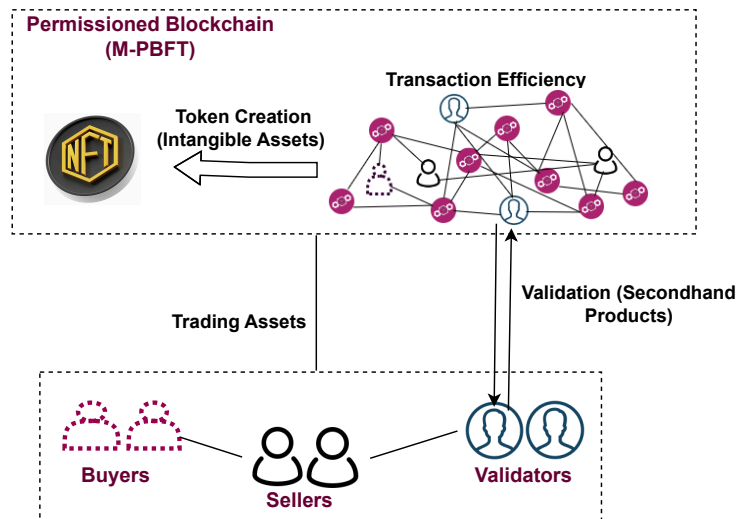 Permissioned Blockchain
(M-PBFT)
Transaction Efficiency
Token Creation
(Intangible Assets)
NFT
Validation (Secondhand
Products)
Trading Assets
Buyers
Sellers
Validators